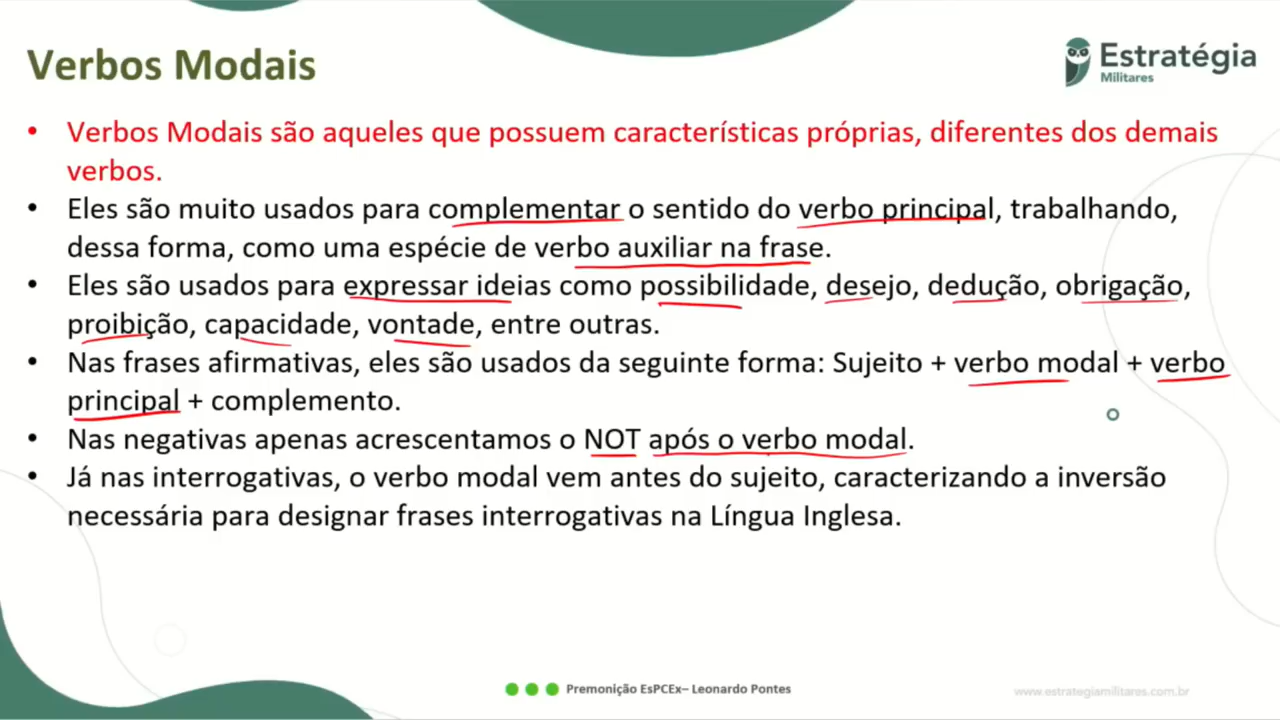 Verbos Modais
Estratégia
Militares
• Verbos Modais são aqueles que possuem características próprias, diferentes dos demais
verbos.
• Eles são muito usados para complementar o sentido do verbo principal, trabalhando,
dessa forma, como uma espécie de verbo auxiliar na frase.
• Eles são usados para expressar ideias como possibilidade, desejo, dedução, obrigação,
proibição, capacidade, vontade, entre outras.
• Nas frases afirmativas, eles são usados da seguinte forma: Sujeito + verbo modal + verbo
principal + complemento.
• Nas negativas apenas acrescentamos o NOT após o verbo modal.
• Já nas interrogativas, o verbo modal vem antes do sujeito, caracterizando a inversão
necessária para designar frases interrogativas na Língua Inglesa.
Premonição EsPCEx– Leonardo Pontes
www.estrategiamilitares.com.br